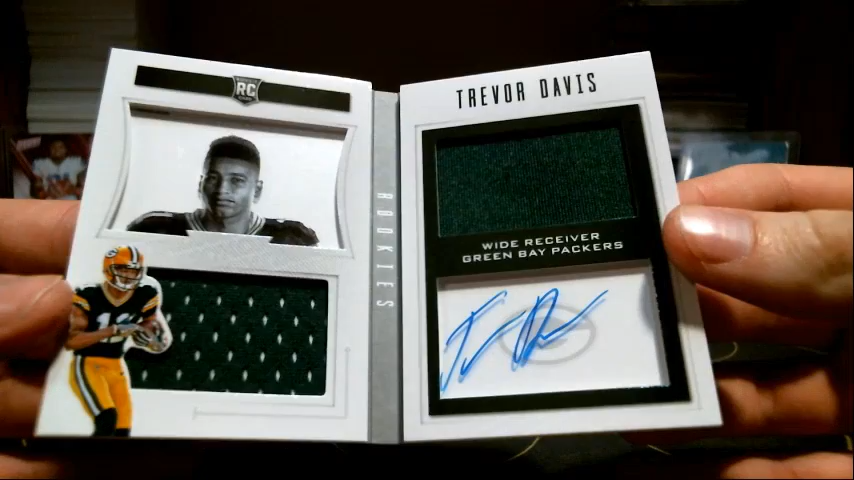 RC
ROOKIES
TREVOR DAVIS
WIDE RECEIVER
GREEN BAY PACKERS